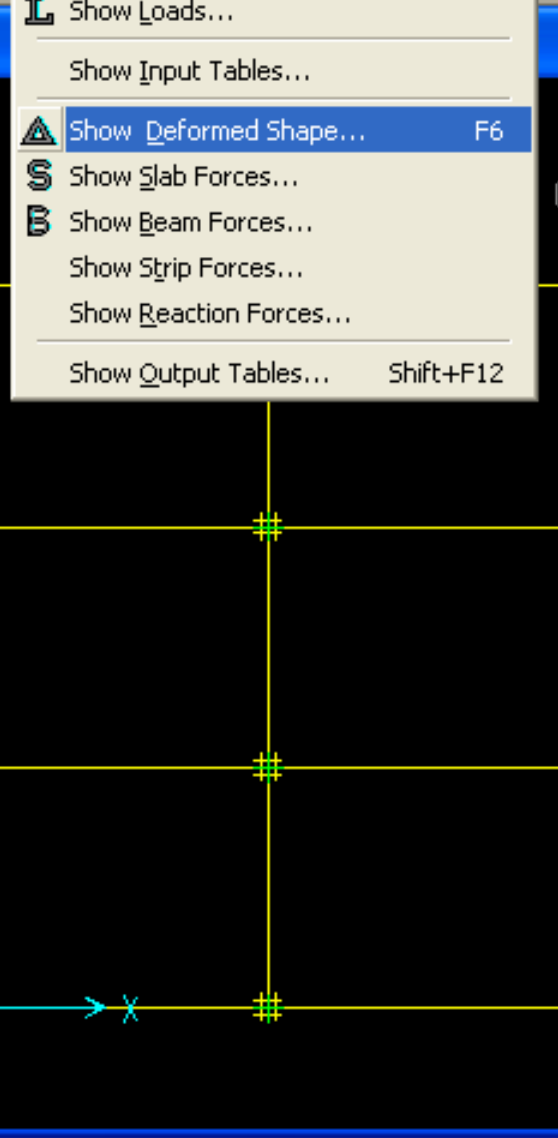 L Show Loads...
Show Input Tables...
Show Deformed Shape... F6
S Show Slab Forces...
B Show Beam Forces...
Show Strip Forces...
Show Reaction Forces...
Show Output Tables... Shift+F12
X